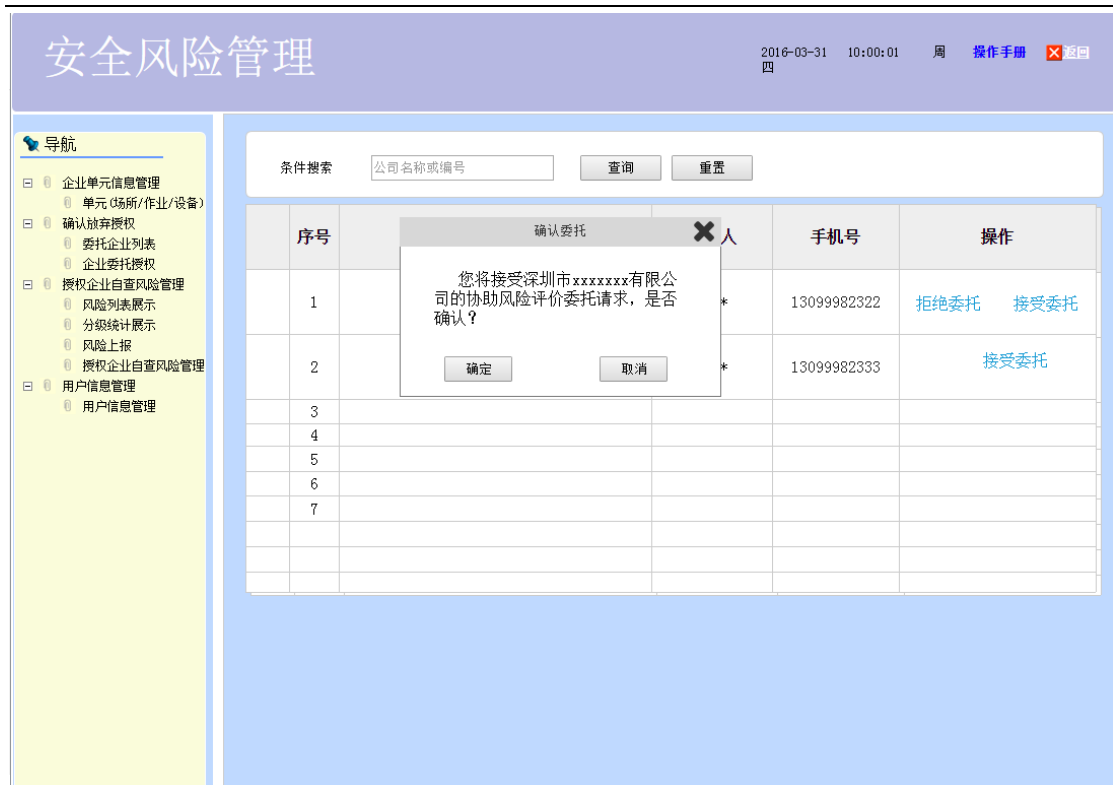 安全风险管理
2016-03-31 10:00:01 周
四
操作手册
返回
导航
企业单元信息管理
单元(场所/作业/设备)
确认放弃授权
委托企业列表
企业委托授权
授权企业自查风险管理
风险列表展示
分级统计展示
风险上报
授权企业自查风险管理
用户信息管理
用户信息管理
条件搜索 公司名称或编号 查询 重置
序号 人 手机号 操作
1 * 13099982322 拒绝委托 接受委托
2 * 13099982333 接受委托
3
4
5
6
7
确认委托
您将接受深圳市xxxxxxx有限公
司的协助风险评价委托请求，是否
确认？
确定 取消